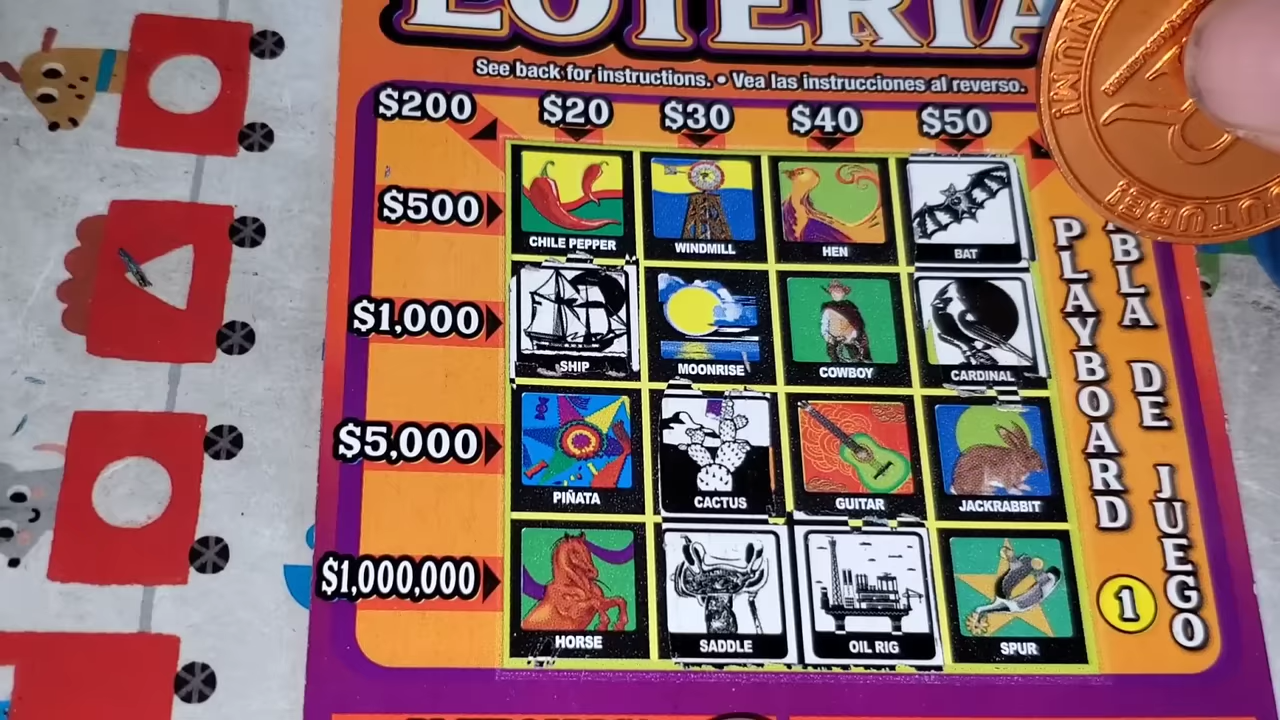 LOTERIA
See back for instructions. • Vea las instrucciones al reverso.
$200 $20 $30 $40 $50
$500
CHILE PEPPER WINDMILL HEN BAT
$1,000
SHIP MOONRISE COWBOY CARDINAL
$5,000
PIÑATA CACTUS GUITAR JACKRABBIT
$1,000,000
HORSE SADDLE OIL RIG SPUR
PLAYBOARD
DE JUEGO
1